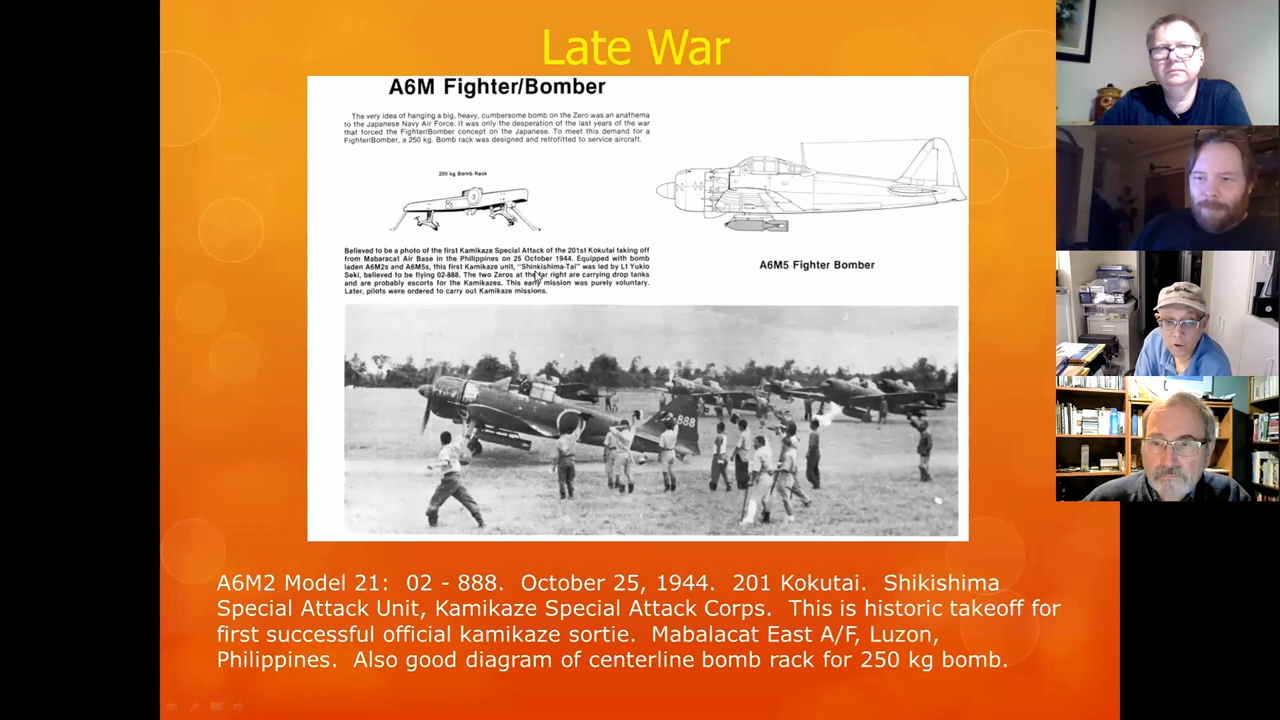 Late War
A6M Fighter/Bomber
The very idea of hanging a big, heavy, cumbersome bomb on the Zero was an anathema
to the Japanese Navy Air Force. It was only the desperation of the last years of the war
that forced the Fighter/Bomber concept on the Japanese. To meet this demand for a
Fighter/Bomber, a 250 kg. Bomb rack was designed and retrofitted to service aircraft.
250 kg Bomb Rack
Believed to be a photo of the first Kamikaze Special Attack of the 201st Kokutai taking off
from Mabaracat Air Base in the Philippines on 25 October 1944. Equipped with bomb
laden A6M2s and A6M5s, this first Kamikaze unit, "Shinkishima-Tai" was led by Lt Yukio
Seki, believed to be flying 02-888. The two Zeros at the far right are carrying drop tanks
and are probably escorts for the Kamikazes. This early mission was purely voluntary.
Later, pilots were ordered to carry out Kamikaze missions.
A6M5 Fighter Bomber
-888
A6M2 Model 21: 02 - 888. October 25, 1944. 201 Kokutai. Shikishima
Special Attack Unit, Kamikaze Special Attack Corps. This is historic takeoff for
first successful official kamikaze sortie. Mabalacat East A/F, Luzon,
Philippines. Also good diagram of centerline bomb rack for 250 kg bomb.